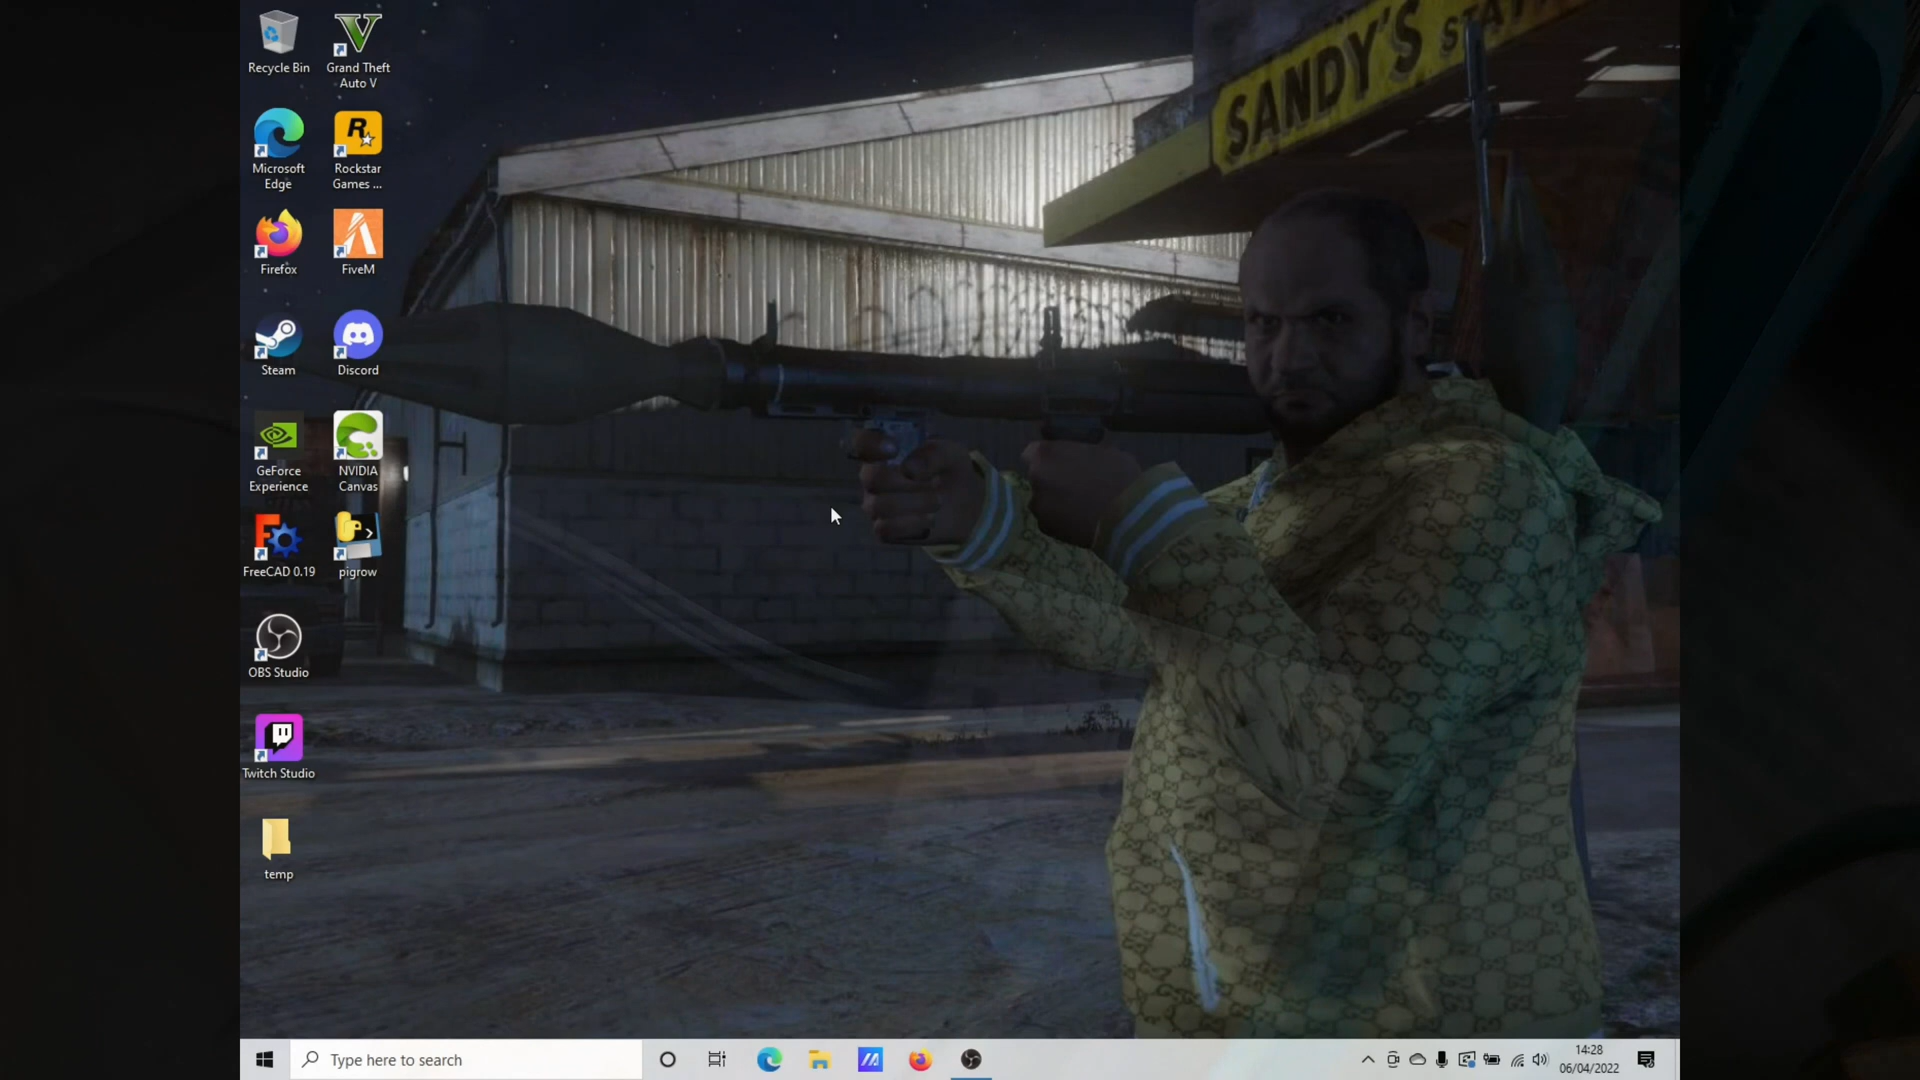 Recycle Bin
Grand Theft
Auto V
Microsoft
Edge
Rockstar
Games ...
Firefox
FiveM
Steam
Discord
GeForce
Experience
NVIDIA
Canvas
FreeCAD 0.19
pigrow
OBS Studio
Twitch Studio
temp
SANDY'S
Type here to search
14:28
06/04/2022